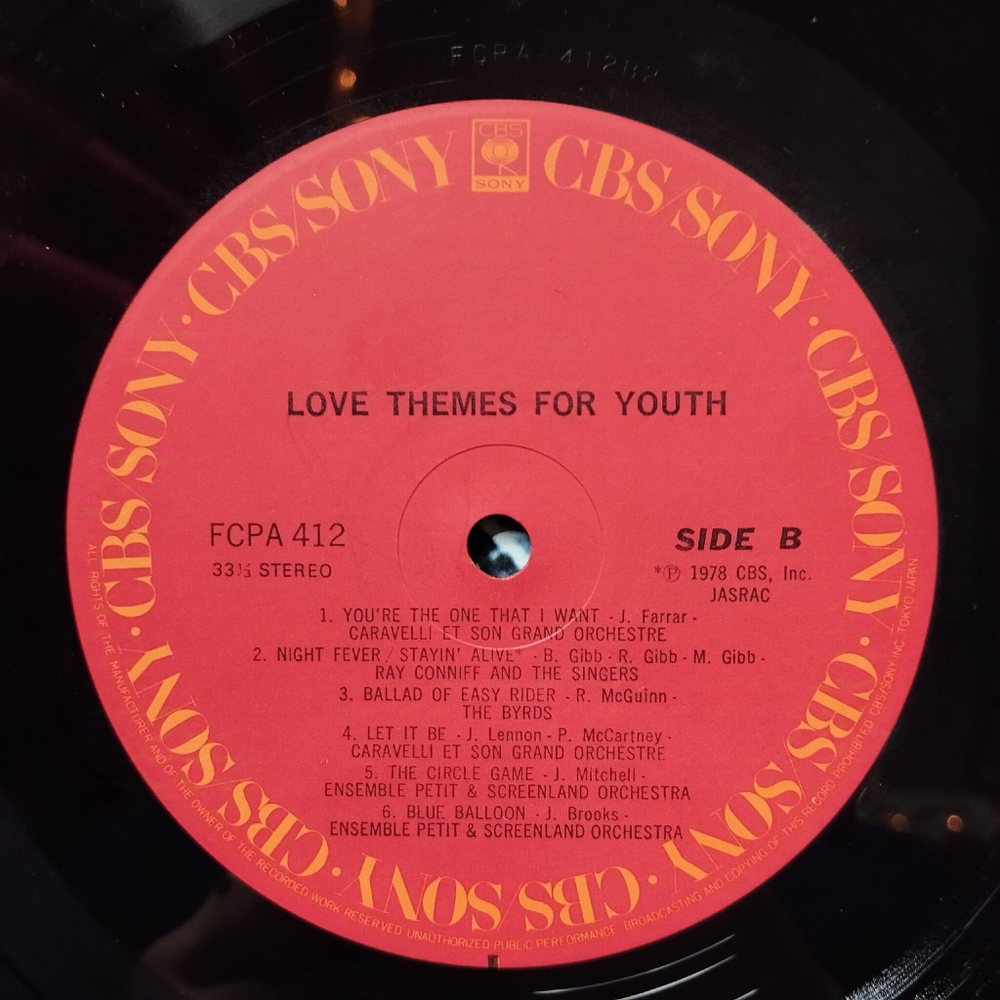 FCPA-412B2
CBS
SONY
CBS/SONY · CBS/SONY · CBS/SONY · CBS/SONY · CBS/SONY · CBS/SONY · CBS/SONY · CBS/SONY
LOVE THEMES FOR YOUTH
FCPA 412
33⅓ STEREO
SIDE B
*Ⓟ 1978 CBS, Inc.
JASRAC
1. YOU'RE THE ONE THAT I WANT - J. Farrar -
CARAVELLI ET SON GRAND ORCHESTRE
2. NIGHT FEVER / STAYIN' ALIVE* - B. Gibb - R. Gibb - M. Gibb -
RAY CONNIFF AND THE SINGERS
3. BALLAD OF EASY RIDER - R. McGuinn -
THE BYRDS
4. LET IT BE - J. Lennon - P. McCartney -
CARAVELLI ET SON GRAND ORCHESTRE
5. THE CIRCLE GAME - J. Mitchell -
ENSEMBLE PETIT & SCREENLAND ORCHESTRA
6. BLUE BALLOON - J. Brooks -
ENSEMBLE PETIT & SCREENLAND ORCHESTRA
ALL RIGHTS OF THE MANUFACTURER AND OF THE OWNER OF THE RECORDED WORK RESERVED UNAUTHORIZED PUBLIC PERFORMANCE, BROADCASTING AND COPYING OF THIS RECORD PROHIBITED CBS/SONY INC. TOKYO JAPAN